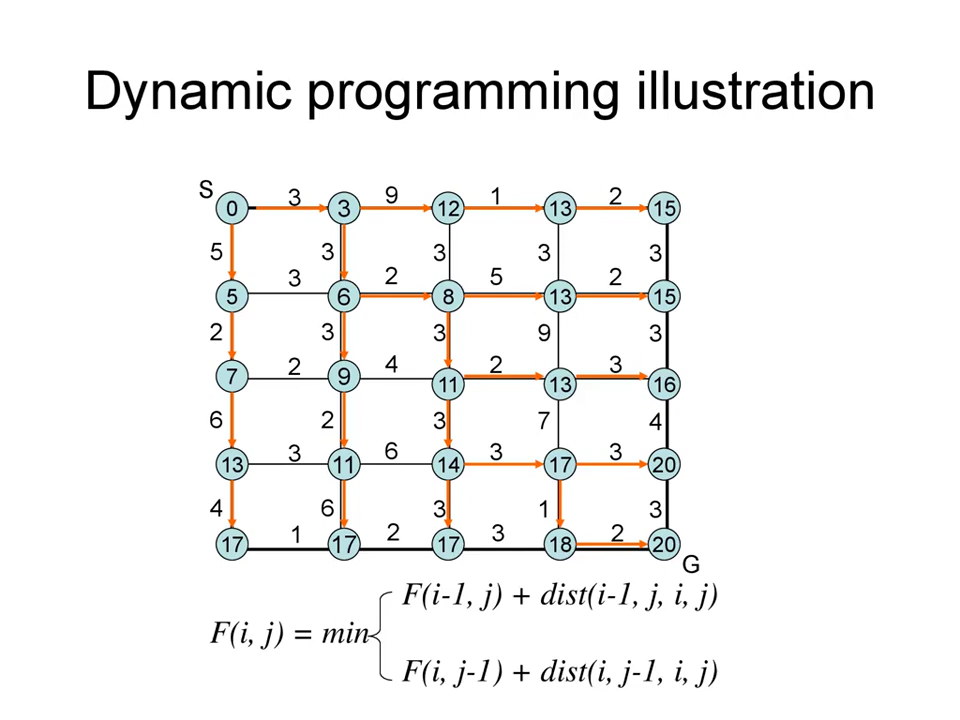 Dynamic programming illustration
S
3 9 1 2
0 3 12 13 15
5 3 3 3 3
3 2 5 2
5 6 8 13 15
2 3 3 9 3
2 4 2 3
7 9 11 13 16
6 2 3 7 4
3 6 3 3
13 11 14 17 20
4 6 3 1 3
1 2 3 2
17 17 17 18 20
G
F(i-1, j) + dist(i-1, j, i, j)
F(i, j) = min
F(i, j-1) + dist(i, j-1, i, j)